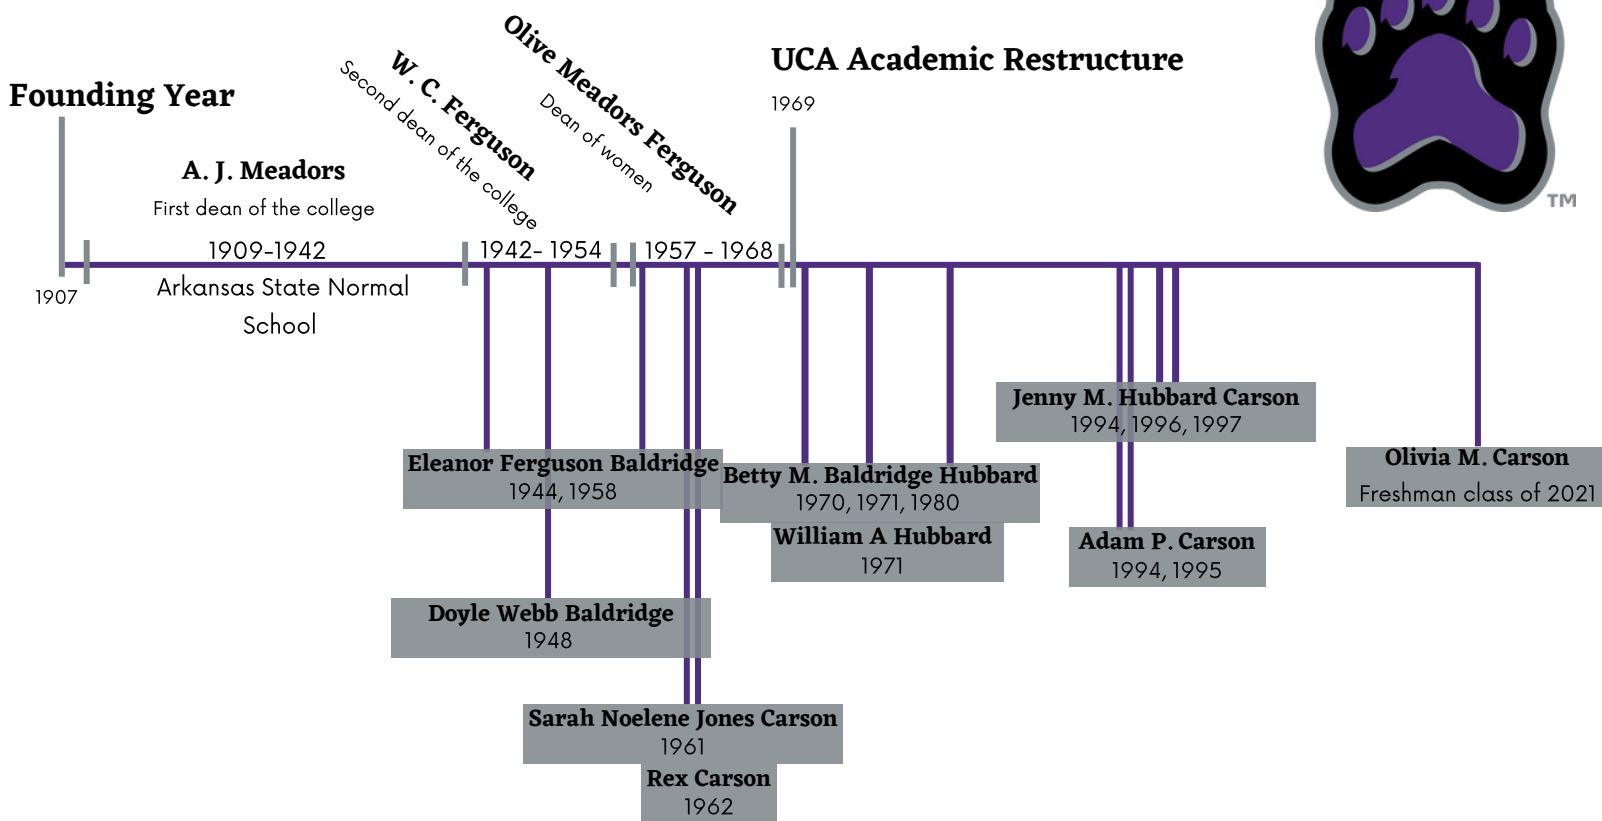 Founding Year
1907
A. J. Meadors
First dean of the college
1909-1942
Arkansas State Normal
School
W. C. Ferguson
Second dean of the college
1942- 1954
Olive Meadors Ferguson
Dean of women
1957 - 1968
UCA Academic Restructure
1969
TM
Eleanor Ferguson Baldridge
1944, 1958
Doyle Webb Baldridge
1948
Sarah Noelene Jones Carson
1961
Rex Carson
1962
Betty M. Baldridge Hubbard
1970, 1971, 1980
William A Hubbard
1971
Jenny M. Hubbard Carson
1994, 1996, 1997
Adam P. Carson
1994, 1995
Olivia M. Carson
Freshman class of 2021